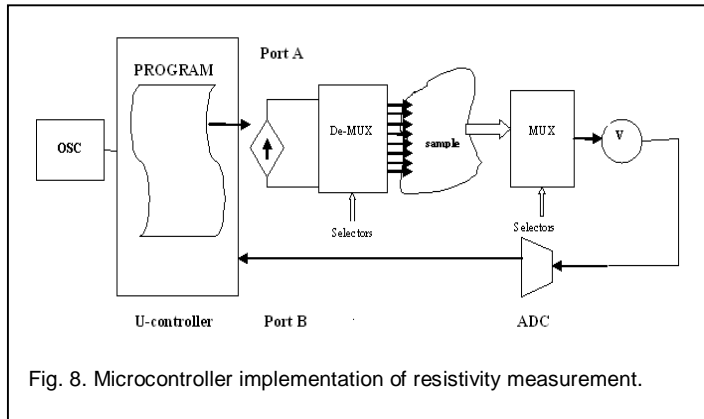 Port A
PROGRAM
OSC
De-MUX
sample
MUX
V
Selectors
Selectors
U-controller
Port B
ADC
Fig. 8. Microcontroller implementation of resistivity measurement.